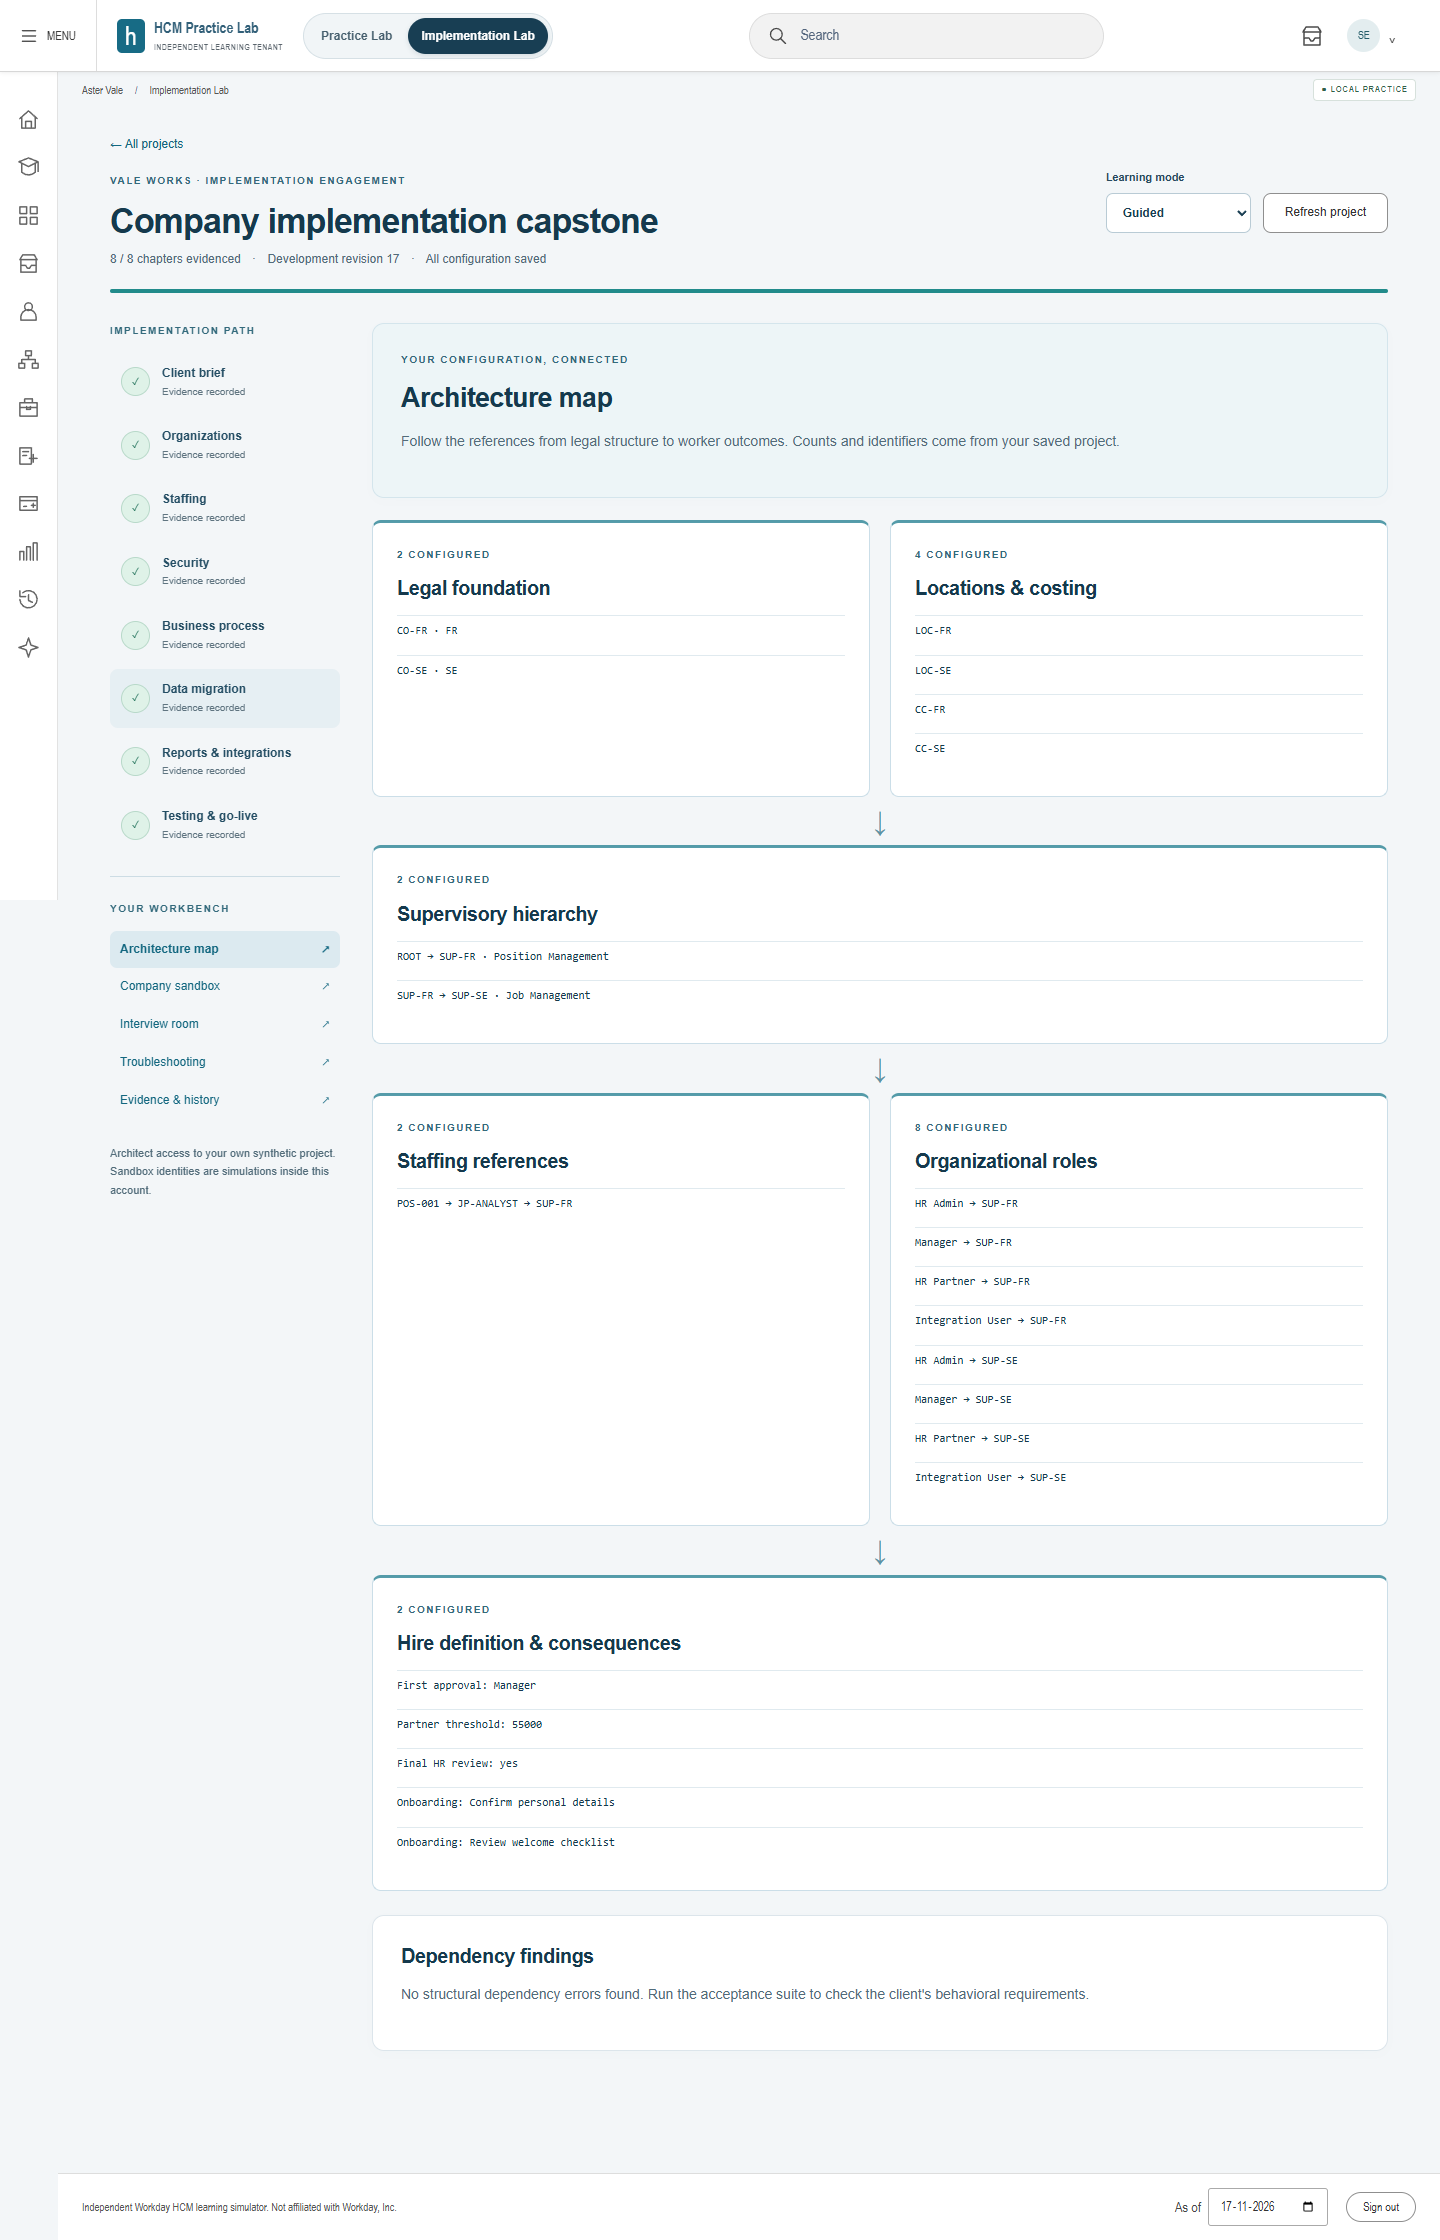 MENU
h
HCM Practice Lab
INDEPENDENT LEARNING TENANT
Practice Lab
Implementation Lab
Search
SE
Aster Vale / Implementation Lab
LOCAL PRACTICE
← All projects
VALE WORKS · IMPLEMENTATION ENGAGEMENT
Company implementation capstone
8 / 8 chapters evidenced · Development revision 17 · All configuration saved
Learning mode
Guided
Refresh project
IMPLEMENTATION PATH
✓ Client brief
Evidence recorded
✓ Organizations
Evidence recorded
✓ Staffing
Evidence recorded
✓ Security
Evidence recorded
✓ Business process
Evidence recorded
✓ Data migration
Evidence recorded
✓ Reports & integrations
Evidence recorded
✓ Testing & go-live
Evidence recorded
YOUR WORKBENCH
Architecture map ↗
Company sandbox ↗
Interview room ↗
Troubleshooting ↗
Evidence & history ↗
Architect access to your own synthetic project.
Sandbox identities are simulations inside this
account.
YOUR CONFIGURATION, CONNECTED
Architecture map
Follow the references from legal structure to worker outcomes. Counts and identifiers come from your saved project.
2 CONFIGURED
Legal foundation
CO-FR · FR
CO-SE · SE
4 CONFIGURED
Locations & costing
LOC-FR
LOC-SE
CC-FR
CC-SE
↓
2 CONFIGURED
Supervisory hierarchy
ROOT → SUP-FR · Position Management
SUP-FR → SUP-SE · Job Management
↓
2 CONFIGURED
Staffing references
POS-001 → JP-ANALYST → SUP-FR
8 CONFIGURED
Organizational roles
HR Admin → SUP-FR
Manager → SUP-FR
HR Partner → SUP-FR
Integration User → SUP-FR
HR Admin → SUP-SE
Manager → SUP-SE
HR Partner → SUP-SE
Integration User → SUP-SE
↓
2 CONFIGURED
Hire definition & consequences
First approval: Manager
Partner threshold: 55000
Final HR review: yes
Onboarding: Confirm personal details
Onboarding: Review welcome checklist
Dependency findings
No structural dependency errors found. Run the acceptance suite to check the client's behavioral requirements.
Independent Workday HCM learning simulator. Not affiliated with Workday, Inc.
As of 17-11-2026
Sign out